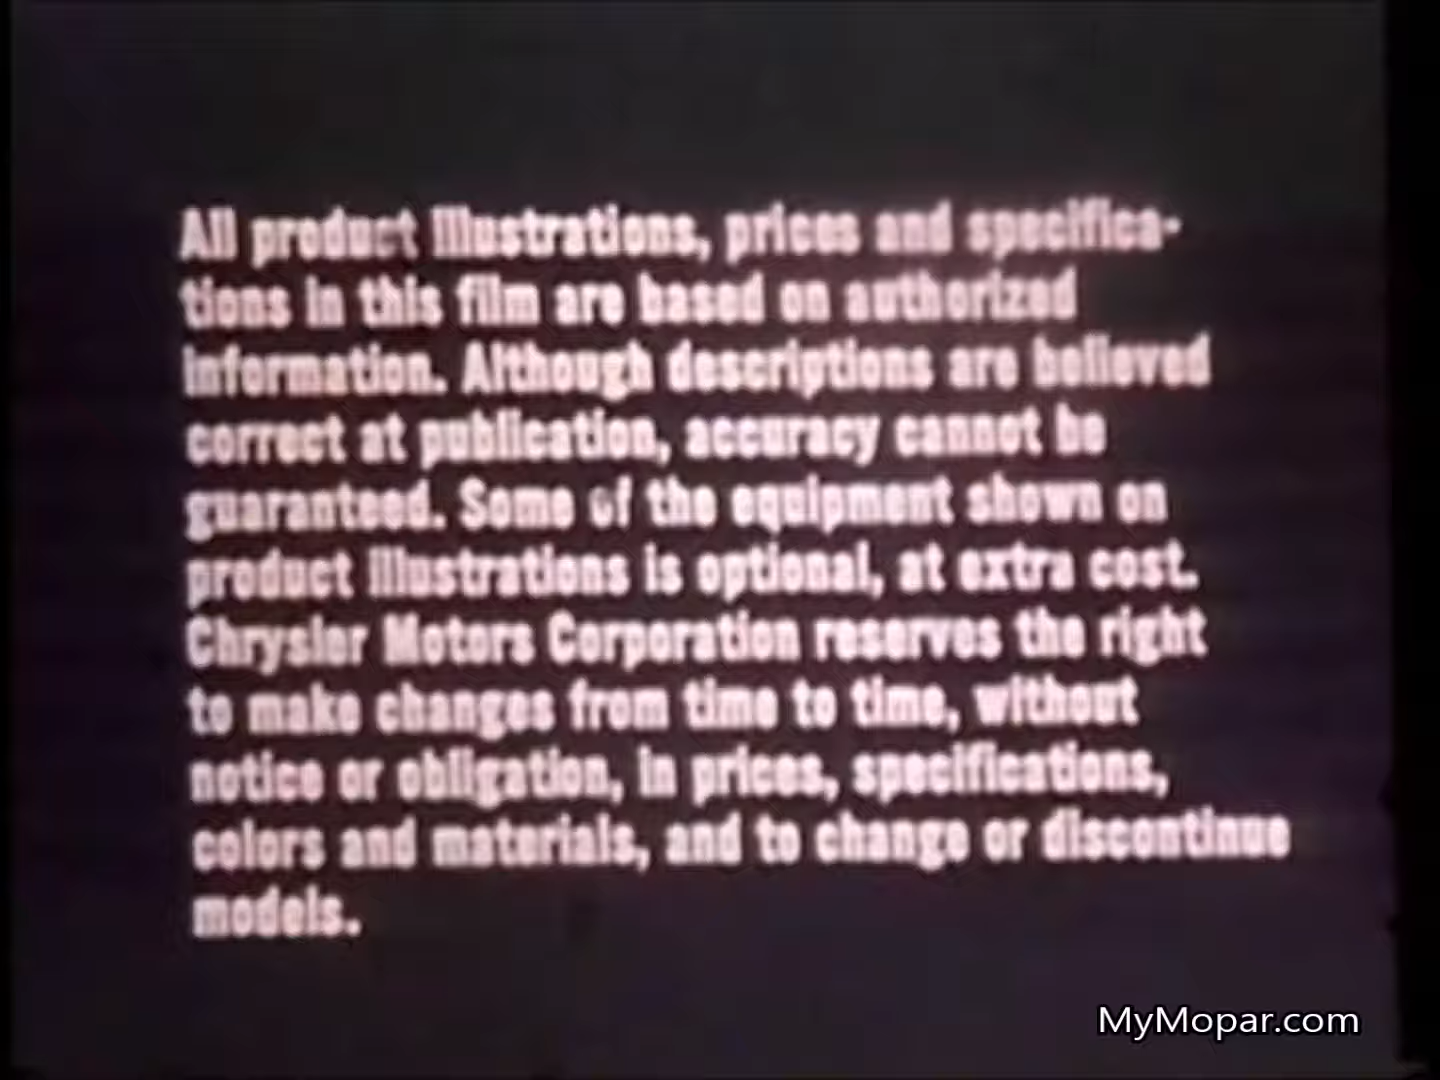 All product illustrations, prices and specifica-
tions in this film are based on authorized
information. Although descriptions are believed
correct at publication, accuracy cannot be
guaranteed. Some of the equipment shown on
product illustrations is optional, at extra cost.
Chrysler Motors Corporation reserves the right
to make changes from time to time, without
notice or obligation, in prices, specifications,
colors and materials, and to change or discontinue
models.
MyMopar.com